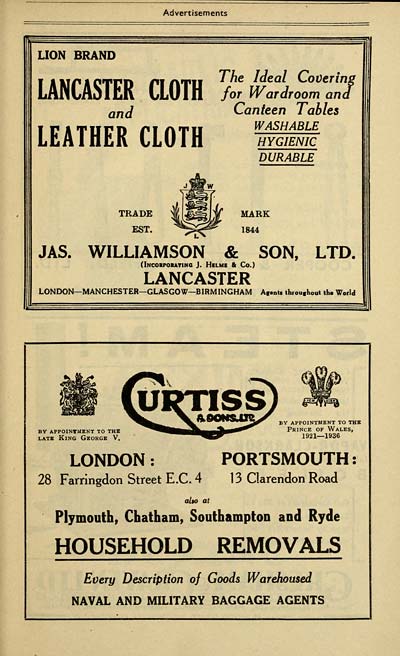 Advertisements
LION BRAND
LANCASTER CLOTH
and
LEATHER CLOTH
The Ideal Covering
for Wardroom and
Canteen Tables
WASHABLE
HYGIENIC
DURABLE
J W
L
TRADE MARK
EST. 1844
JAS. WILLIAMSON & SON, LTD.
(INCORPORATING J. HELME & CO.)
LANCASTER
LONDON—MANCHESTER—GLASGOW—BIRMINGHAM Agents throughout the World
CURTISS
& SONS. LTD
BY APPOINTMENT TO THE
LATE KING GEORGE V.
BY APPOINTMENT TO THE
PRINCE OF WALES,
1921—1936
LONDON: PORTSMOUTH:
28 Farringdon Street E.C. 4 13 Clarendon Road
also at
Plymouth, Chatham, Southampton and Ryde
HOUSEHOLD REMOVALS
Every Description of Goods Warehoused
NAVAL AND MILITARY BAGGAGE AGENTS